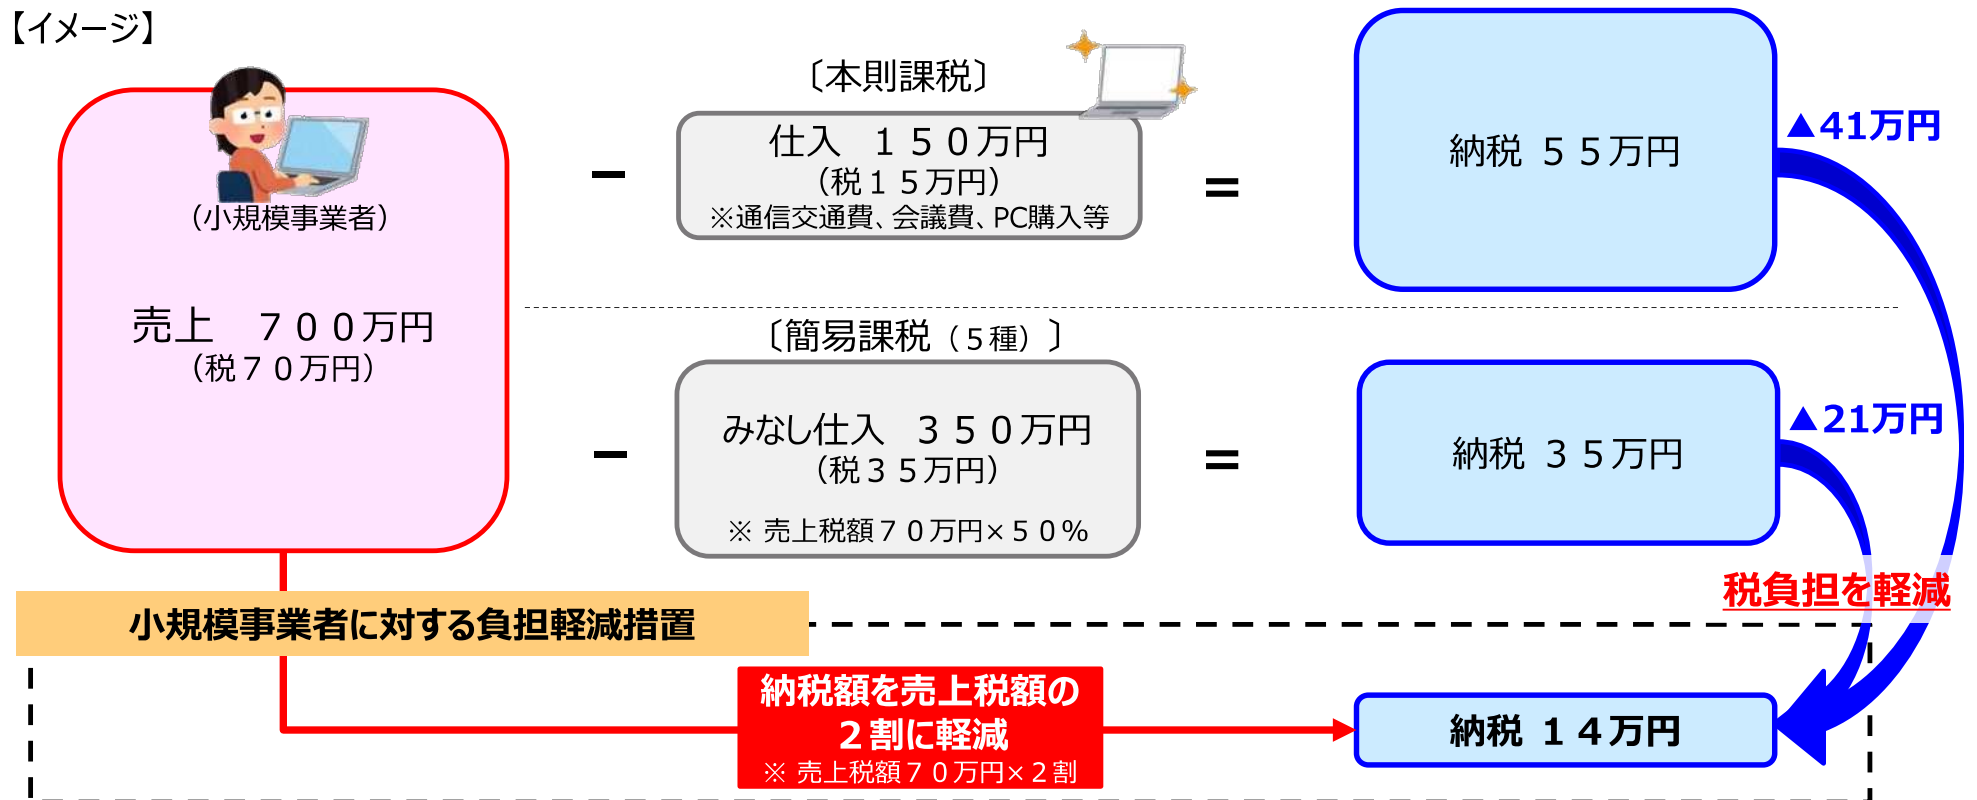 【イメージ】
(小規模事業者)
売上　７００万円
(税７０万円)
－
〔本則課税〕
仕入　１５０万円
(税１５万円)
※通信交通費、会議費、PC購入等
＝
納税 ５５万円
▲41万円
〔簡易課税（５種）〕
－
みなし仕入　３５０万円
(税３５万円)
※ 売上税額７０万円×５０%
＝
納税 ３５万円
▲21万円
税負担を軽減
小規模事業者に対する負担軽減措置
納税額を売上税額の
２割に軽減
※ 売上税額７０万円×２割
納税 １４万円